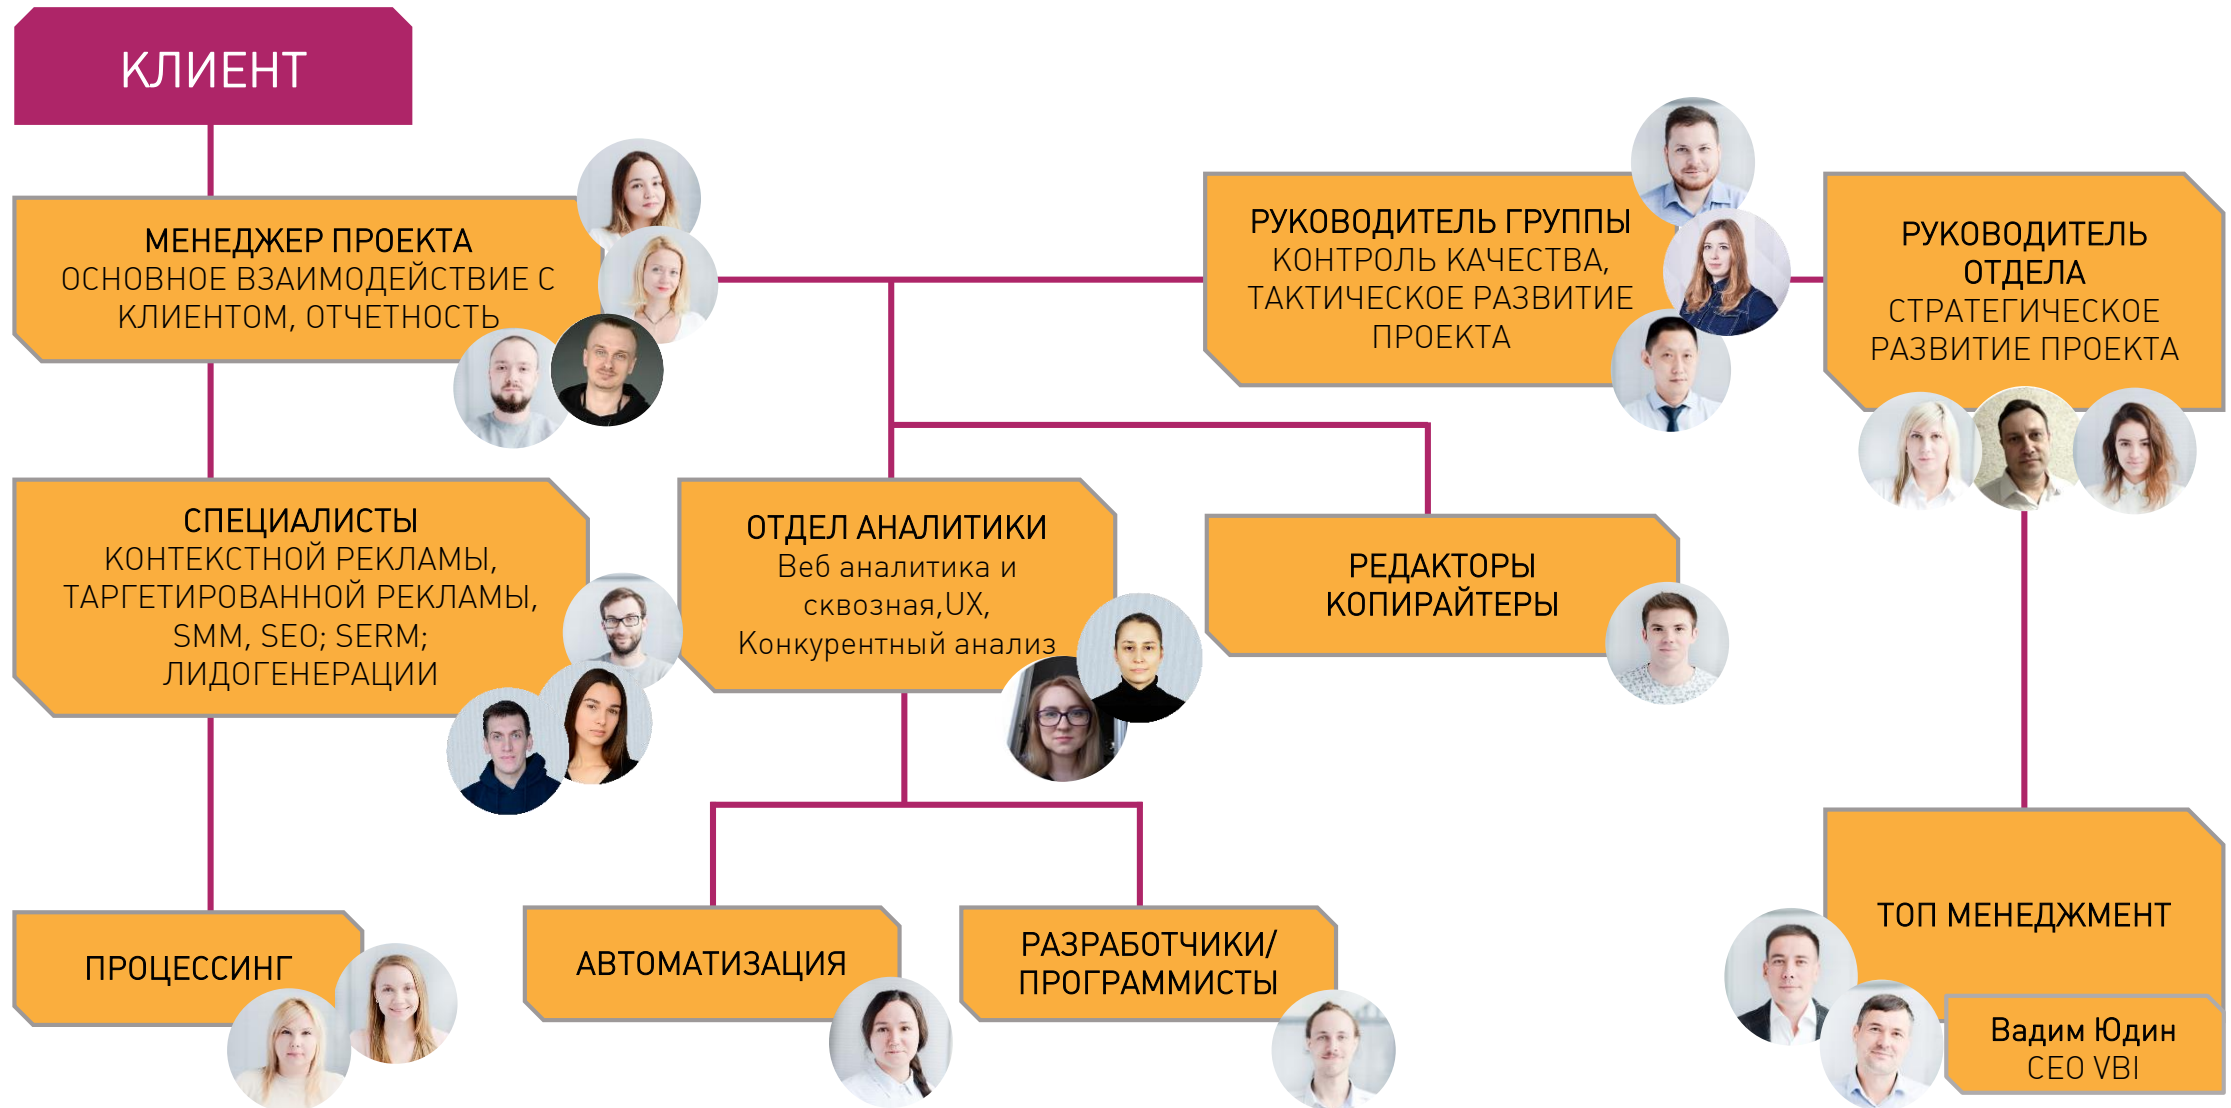 КЛИЕНТ
МЕНЕДЖЕР ПРОЕКТА
ОСНОВНОЕ ВЗАИМОДЕЙСТВИЕ С
КЛИЕНТОМ, ОТЧЕТНОСТЬ
РУКОВОДИТЕЛЬ ГРУППЫ
КОНТРОЛЬ КАЧЕСТВА,
ТАКТИЧЕСКОЕ РАЗВИТИЕ
ПРОЕКТА
РУКОВОДИТЕЛЬ
ОТДЕЛА
СТРАТЕГИЧЕСКОЕ
РАЗВИТИЕ ПРОЕКТА
СПЕЦИАЛИСТЫ
КОНТЕКСТНОЙ РЕКЛАМЫ,
ТАРГЕТИРОВАННОЙ РЕКЛАМЫ,
SMM, SEO; SERM;
ЛИДОГЕНЕРАЦИИ
ОТДЕЛ АНАЛИТИКИ
Веб аналитика и
сквозная,UX,
Конкурентный анализ
РЕДАКТОРЫ
КОПИРАЙТЕРЫ
ПРОЦЕССИНГ
АВТОМАТИЗАЦИЯ
РАЗРАБОТЧИКИ/
ПРОГРАММИСТЫ
ТОП МЕНЕДЖМЕНТ
Вадим Юдин
CEO VBI